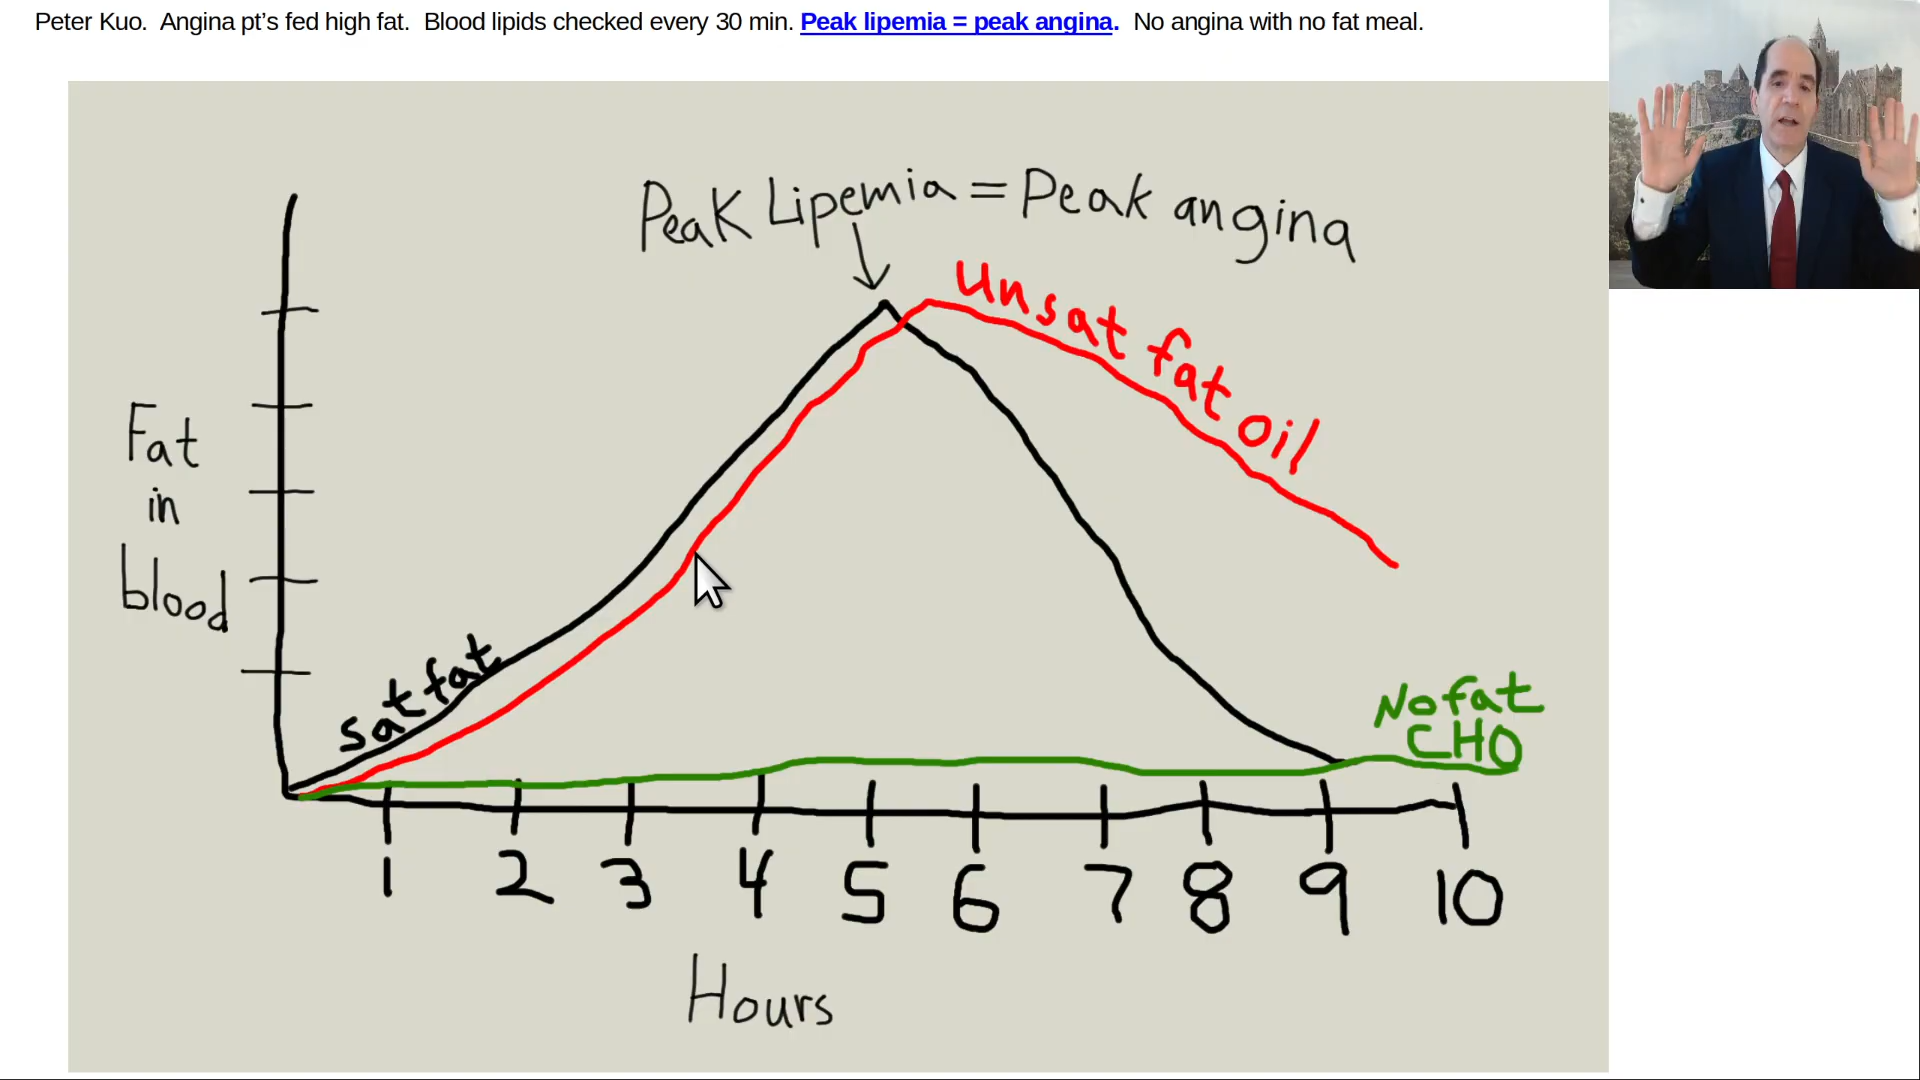 Peter Kuo.  Angina pt’s fed high fat.  Blood lipids checked every 30 min. Peak lipemia = peak angina.  No angina with no fat meal.
Peak Lipemia = Peak angina
unsat fat oil
Fat
in
blood
sat fat
No fat
CHO
1 2 3 4 5 6 7 8 9 10
Hours